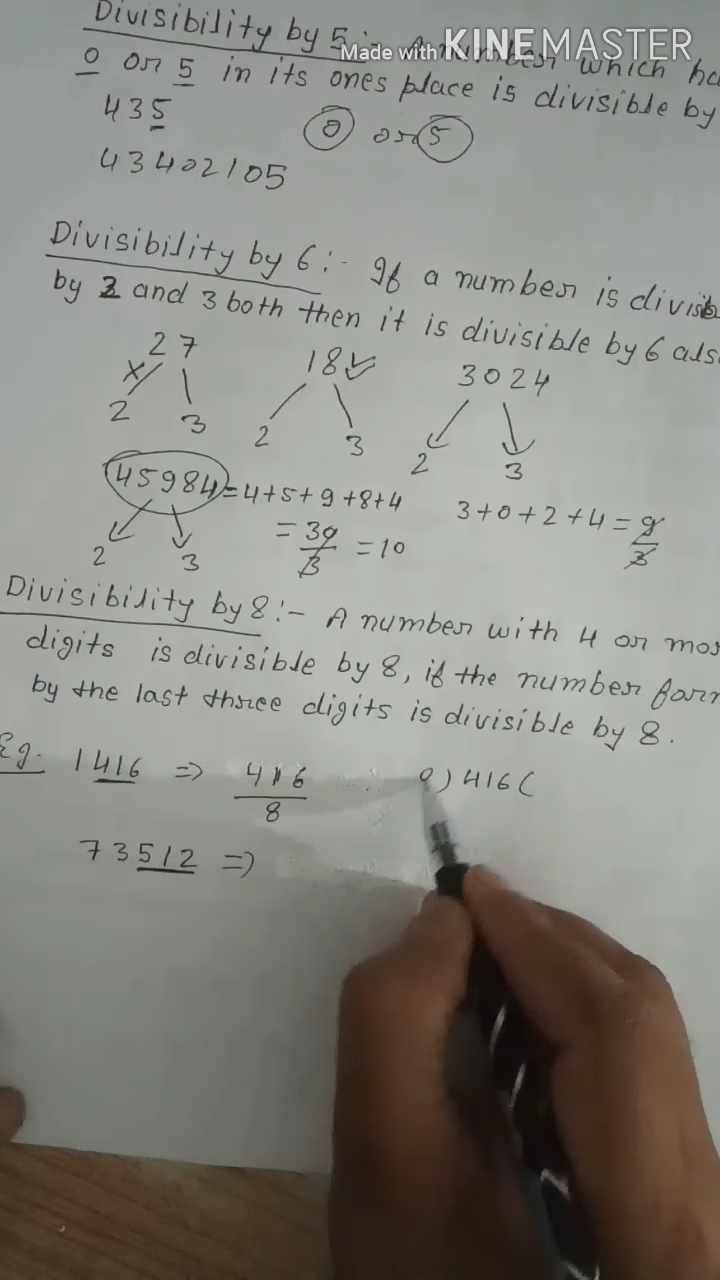 Divisibility by 5:- A number which ha
Made with KINEMASTER
0 or 5 in its ones place is divisible by
435
0 or 5
43402105
Divisibility by 6:- If a number is divisib
by 2 and 3 both then it is divisible by 6 als
27 18 3024
2 3 2 3 2 3
45984 = 4+5+9+8+4
3+0+2+4 = 9/3
= 30/3 = 10
2 3
Divisibility by 8:- A number with 4 or mor
digits is divisible by 8, if the number form
by the last three digits is divisible by 8.
Eg. 1416 => 416/8 8)416(
73512 =>